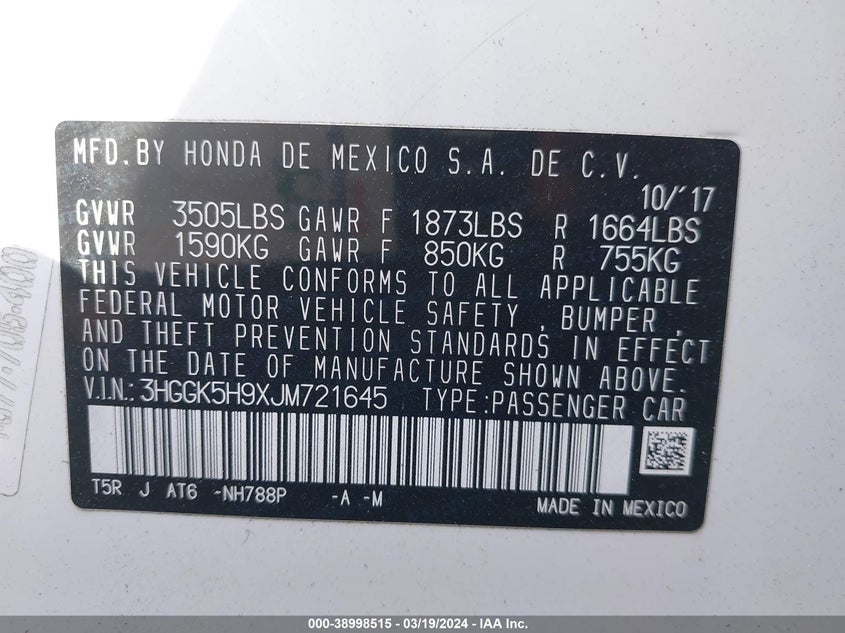 MFD.BY HONDA DE MEXICO S.A. DE C.V.
10/'17
GVWR 3505LBS GAWR F 1873LBS R 1664LBS
GVWR 1590KG GAWR F 850KG R 755KG
THIS VEHICLE CONFORMS TO ALL APPLICABLE
FEDERAL MOTOR VEHICLE SAFETY , BUMPER ,
AND THEFT PREVENTION STANDARDS IN EFFECT
ON THE DATE OF MANUFACTURE SHOWN ABOVE.
V.I.N.: 3HGGK5H9XJM721645 TYPE:PASSENGER CAR
T5R J AT6 -NH788P -A -M
MADE IN MEXICO
000-38998515 - 03/19/2024 - IAA Inc.